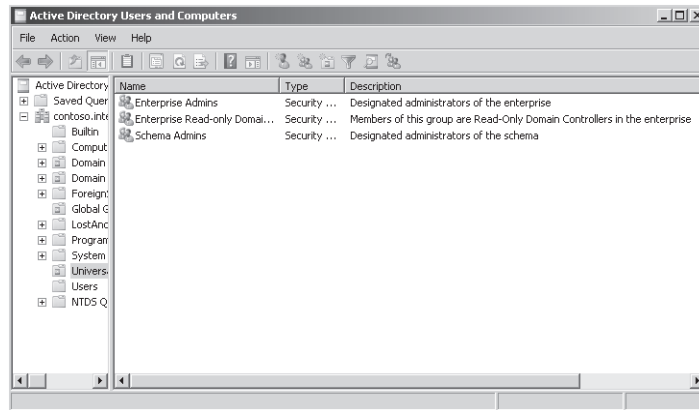 Active Directory Users and Computers
File Action View Help
Active Directory
Saved Quer
contoso.inte
Builtin
Comput
Domain
Domain
Foreign
Global G
LostAnd
Program
System
Univers
Users
NTDS Q
Name Type Description
Enterprise Admins Security ... Designated administrators of the enterprise
Enterprise Read-only Domai... Security ... Members of this group are Read-Only Domain Controllers in the enterprise
Schema Admins Security ... Designated administrators of the schema